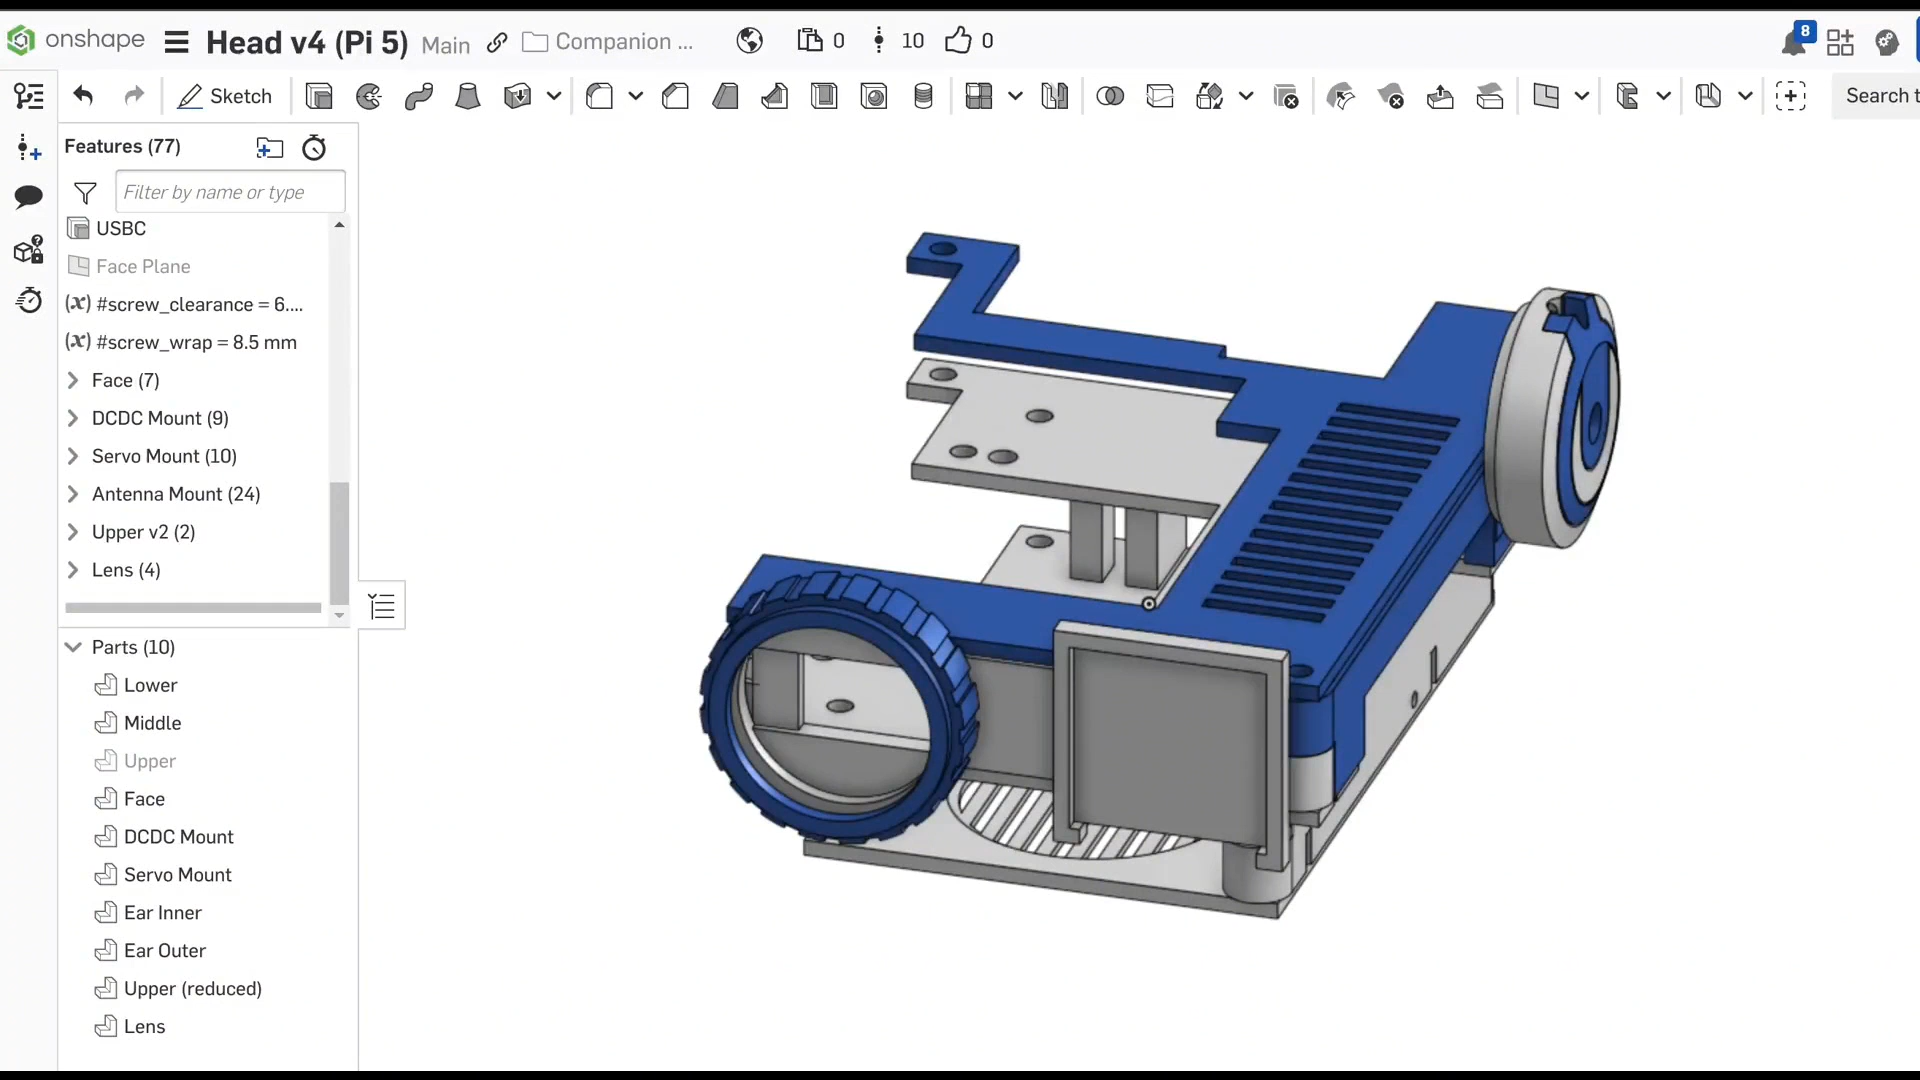 onshape Head v4 (Pi 5) Main Companion ... 0 10 0 8
Sketch Search t
Features (77)
Filter by name or type
USBC
Face Plane
(x) #screw_clearance = 6....
(x) #screw_wrap = 8.5 mm
Face (7)
DCDC Mount (9)
Servo Mount (10)
Antenna Mount (24)
Upper v2 (2)
Lens (4)
Parts (10)
Lower
Middle
Upper
Face
DCDC Mount
Servo Mount
Ear Inner
Ear Outer
Upper (reduced)
Lens